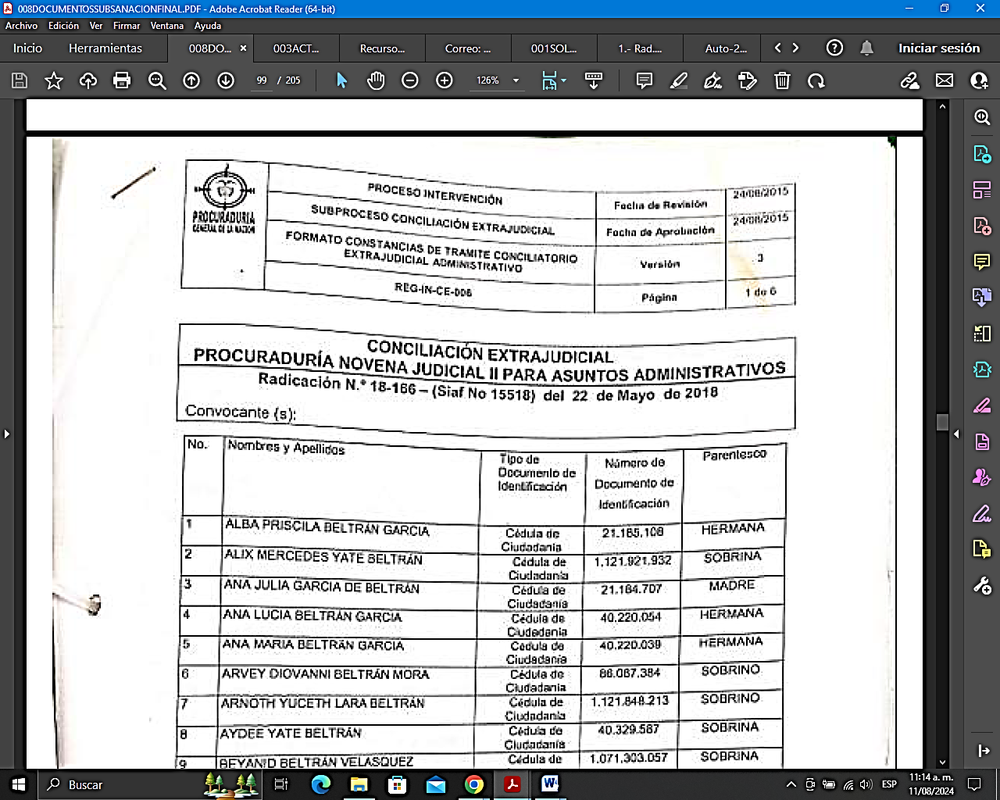 008DOCUMENTOSSUBSANACIONFINAL.PDF - Adobe Acrobat Reader (64-bit)
Archivo Edición Ver Firmar Ventana Ayuda
Inicio Herramientas 008DO... × 003ACT... Recurso... Correo: ... 001SOL... 1.- Rad.... Auto-2... Iniciar sesión
99 / 205 126%
PROCURADURIA
GENERAL DE LA NACION
PROCESO INTERVENCIÓN
Fecha de Revisión
24/08/2015
SUBPROCESO CONCILIACIÓN EXTRAJUDICIAL
Fecha de Aprobación
24/08/2015
FORMATO CONSTANCIAS DE TRAMITE CONCILIATORIO
EXTRAJUDICIAL ADMINISTRATIVO
Versión
3
REG-IN-CE-006
Página
1 de 6
CONCILIACIÓN EXTRAJUDICIAL
PROCURADURÍA NOVENA JUDICIAL II PARA ASUNTOS ADMINISTRATIVOS
Radicación N.° 18-166 – (Siaf No 15518) del 22 de Mayo de 2018
Convocante (s):
No. Nombres y Apellidos Tipo de Documento de Identificación Número de Documento de Identificación Parentesco
1 ALBA PRISCILA BELTRÁN GARCIA Cédula de Ciudadanía 21.185.108 HERMANA
2 ALIX MERCEDES YATE BELTRÁN Cédula de Ciudadanía 1.121.921.932 SOBRINA
3 ANA JULIA GARCIA DE BELTRÁN Cédula de Ciudadanía 21.184.707 MADRE
4 ANA LUCIA BELTRÁN GARCIA Cédula de Ciudadanía 40.220.054 HERMANA
5 ANA MARIA BELTRÁN GARCIA Cédula de Ciudadanía 40.220.039 HERMANA
6 ARVEY DIOVANNI BELTRÁN MORA Cédula de Ciudadanía 86.067.384 SOBRINO
7 ARNOTH YUCETH LARA BELTRÁN Cédula de Ciudadanía 1.121.848.213 SOBRINO
8 AYDEE YATE BELTRÁN Cédula de Ciudadanía 40.329.587 SOBRINA
9 BEYANID BELTRÁN VELASQUEZ Cédula de 1.071.303.057 SOBRINA
Buscar
ESP
11:14 a. m.
11/08/2024